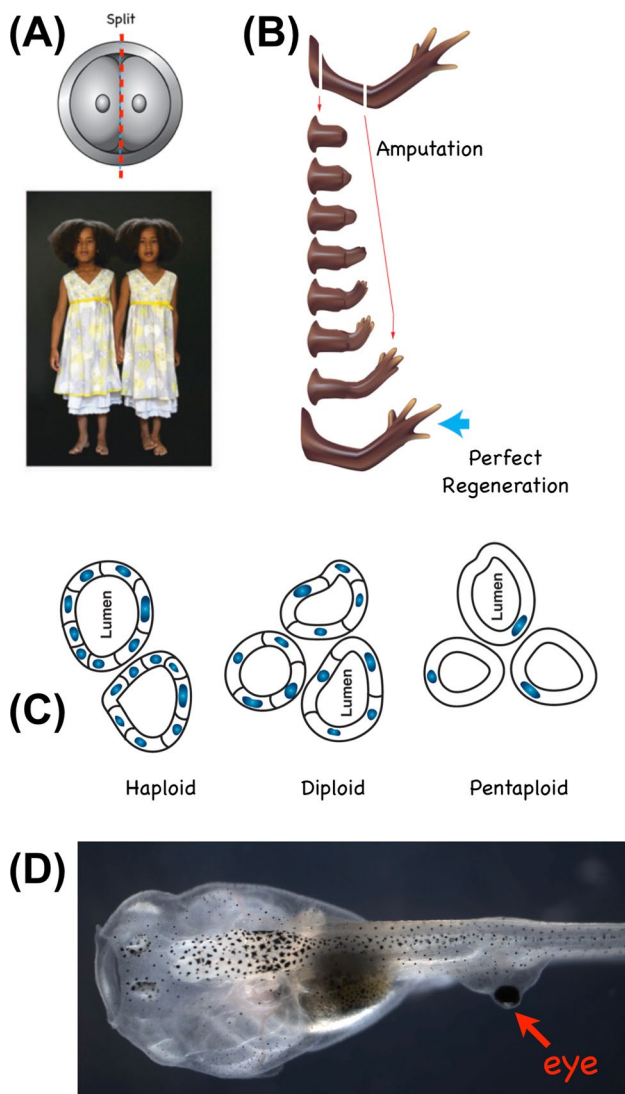 (A)
Split
(B)
Amputation
Perfect
Regeneration
(C)
Lumen
Lumen
Lumen
Haploid
Diploid
Pentaploid
(D)
eye